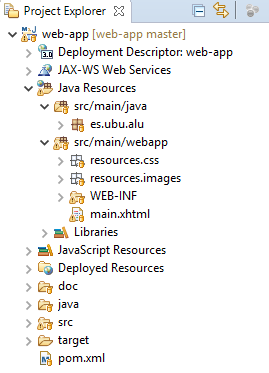 Project Explorer
web-app [web-app master]
Deployment Descriptor: web-app
JAX-WS Web Services
Java Resources
src/main/java
es.ubu.alu
src/main/webapp
resources.css
resources.images
WEB-INF
main.xhtml
Libraries
JavaScript Resources
Deployed Resources
doc
java
src
target
pom.xml